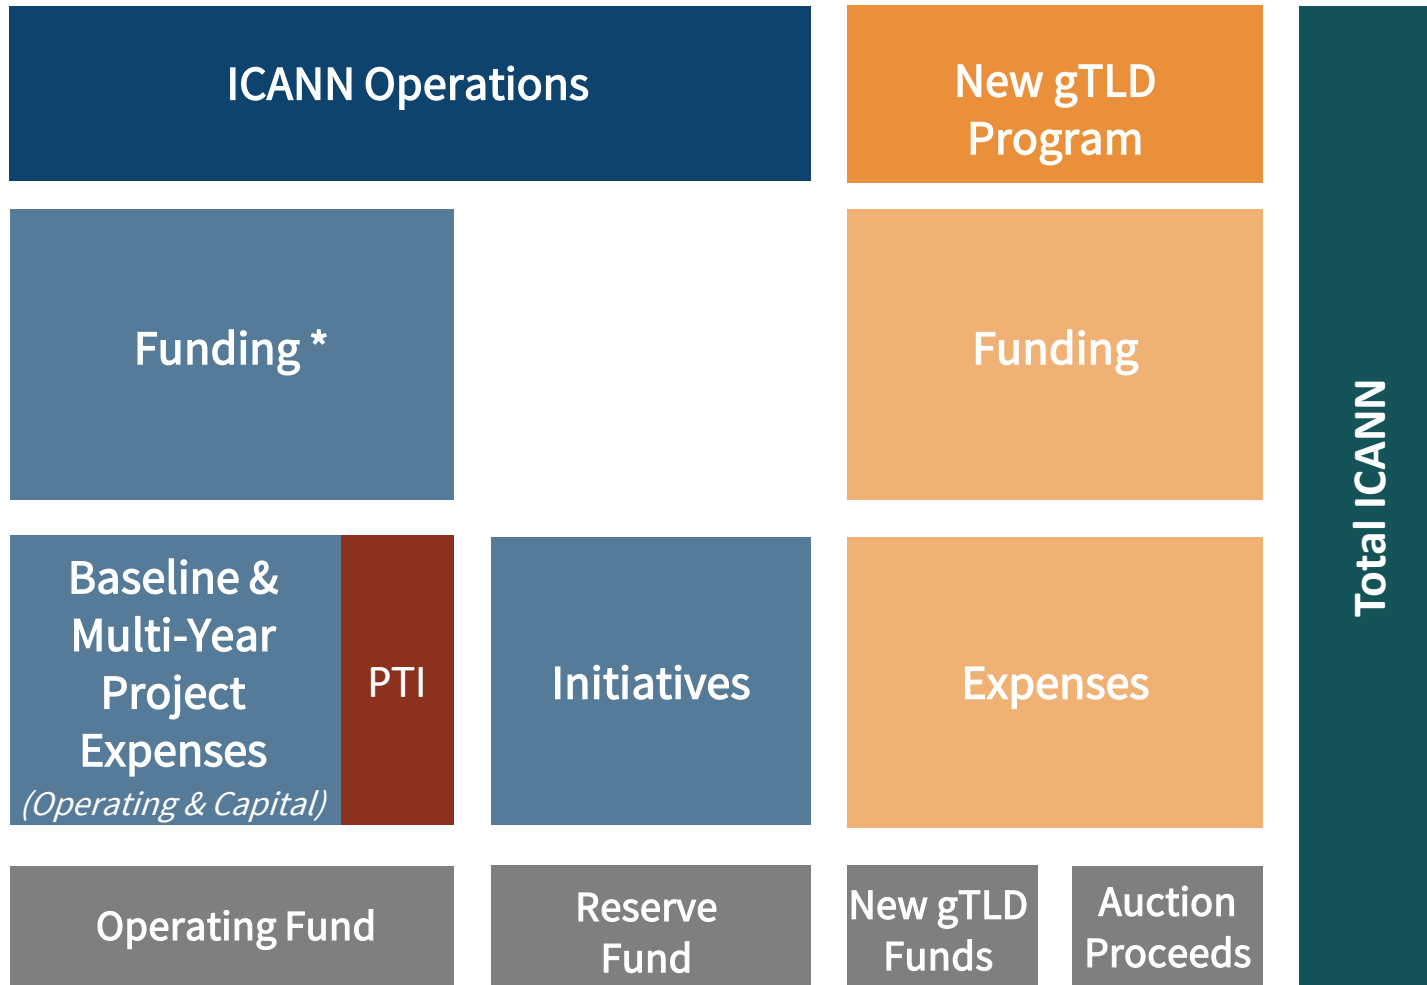 ICANN Operations
New gTLD
Program
Funding *
Funding
Baseline &
Multi-Year
Project
Expenses
(Operating & Capital)
PTI
Initiatives
Expenses
Operating Fund
Reserve
Fund
New gTLD
Funds
Auction
Proceeds
Total ICANN